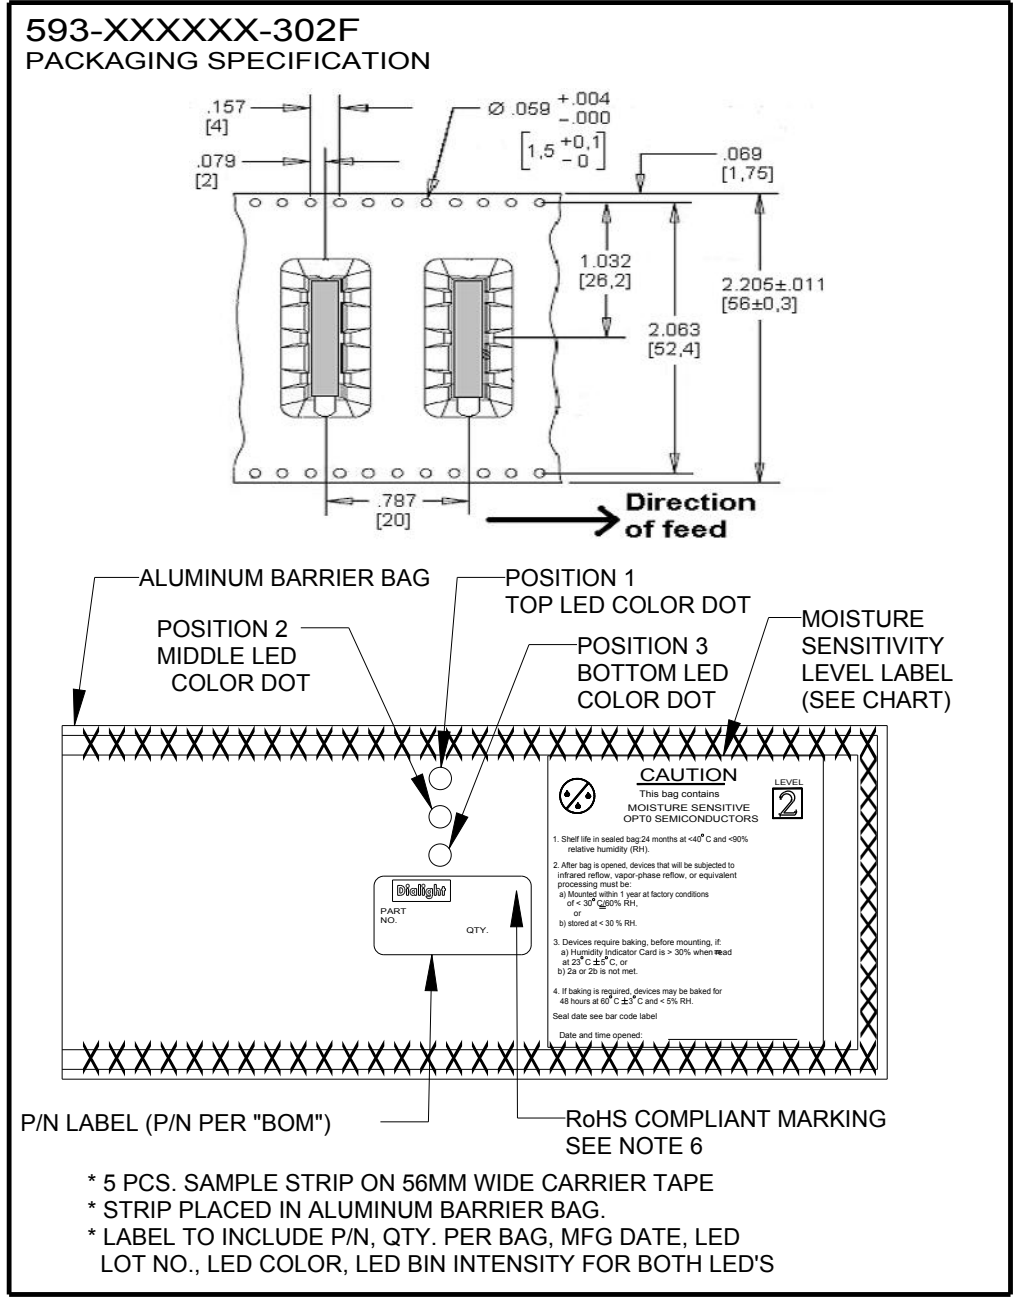 593-XXXXXX-302F
PACKAGING SPECIFICATION
.157
[4]
Ø .059 +.004
-.000
[1,5 +0,1
- 0]
.079
[2]
.069
[1,75]
1.032
[26,2]
2.205±.011
[56±0,3]
2.063
[52,4]
.787
[20]
Direction
of feed
ALUMINUM BARRIER BAG
POSITION 1
TOP LED COLOR DOT
POSITION 2
MIDDLE LED
COLOR DOT
POSITION 3
BOTTOM LED
COLOR DOT
MOISTURE
SENSITIVITY
LEVEL LABEL
(SEE CHART)
CAUTION
This bag contains
MOISTURE SENSITIVE
OPT0 SEMICONDUCTORS
LEVEL
2
1. Shelf life in sealed bag:24 months at <40°C and <90%
relative humidity (RH).
2. After bag is opened, devices that will be subjected to
infrared reflow, vapor-phase reflow, or equivalent
processing must be:
a) Mounted within 1 year at factory conditions
of < 30°C/60% RH,
or
b) stored at < 30 % RH.
3. Devices require baking, before mounting, if:
a) Humidity Indicator Card is > 30% when read
at 23°C ±5°C, or
b) 2a or 2b is not met.
4. If baking is required, devices may be baked for
48 hours at 60°C ±3°C and < 5% RH.
Seal date see bar code label
Date and time opened:
Dialight
PART
NO.
QTY.
P/N LABEL (P/N PER "BOM")
RoHS COMPLIANT MARKING
SEE NOTE 6
* 5 PCS. SAMPLE STRIP ON 56MM WIDE CARRIER TAPE
* STRIP PLACED IN ALUMINUM BARRIER BAG.
* LABEL TO INCLUDE P/N, QTY. PER BAG, MFG DATE, LED
LOT NO., LED COLOR, LED BIN INTENSITY FOR BOTH LED'S